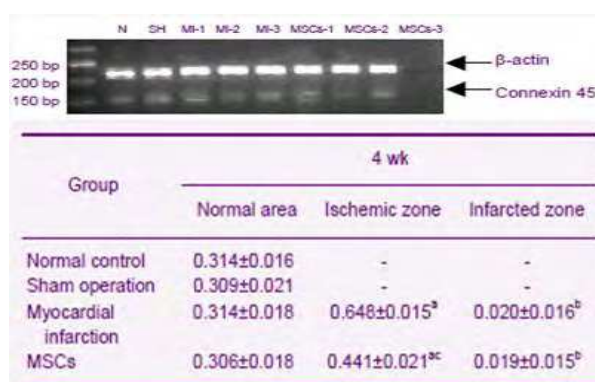 N SH MI-1 MI-2 MI-3 MSCs-1 MSCs-2 MSCs-3
250 bp
200 bp
150 bp
β-actin
Connexin 45
Group
4 wk
Normal area Ischemic zone Infarcted zone
Normal control 0.314±0.016 - -
Sham operation 0.309±0.021 - -
Myocardial 0.314±0.018 0.648±0.015ᵃ 0.020±0.016ᵇ
infarction
MSCs 0.306±0.018 0.441±0.021ᵃᶜ 0.019±0.015ᵇ